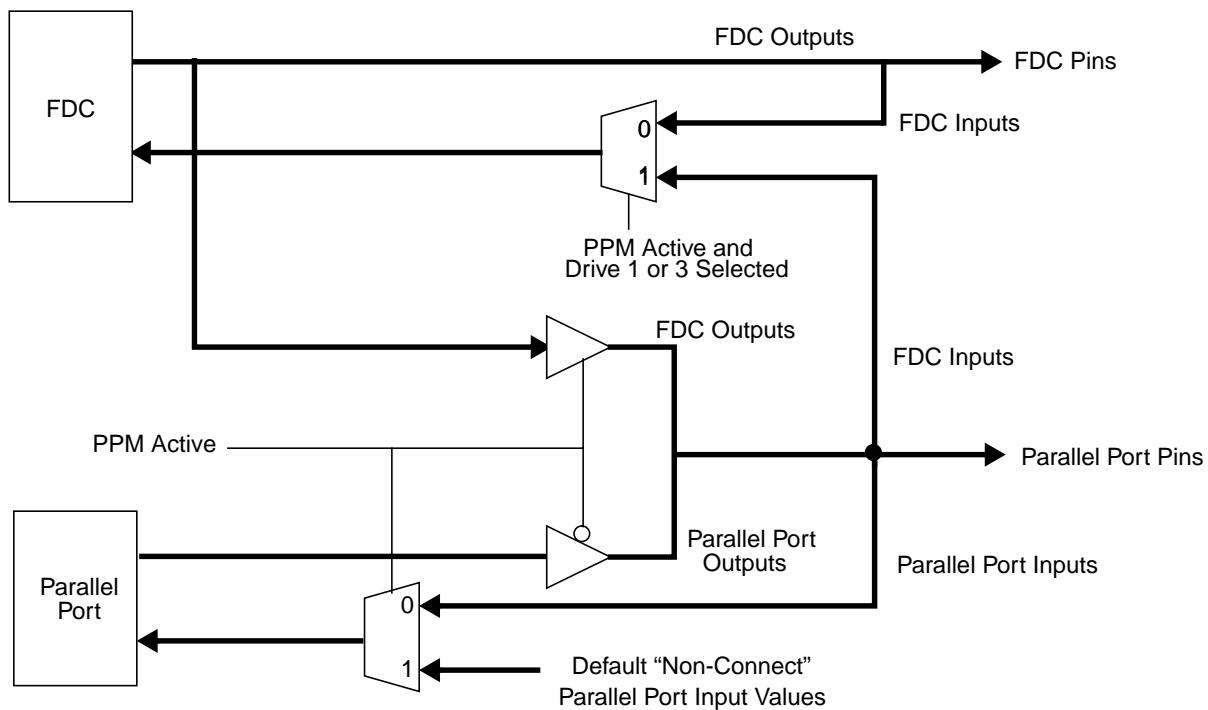 FDC Outputs
FDC Pins
FDC
0
FDC Inputs
1
PPM Active and
Drive 1 or 3 Selected
FDC Outputs
FDC Inputs
PPM Active
Parallel Port Pins
Parallel Port
Outputs
Parallel Port Inputs
Parallel
Port
0
1
Default “Non-Connect”
Parallel Port Input Values